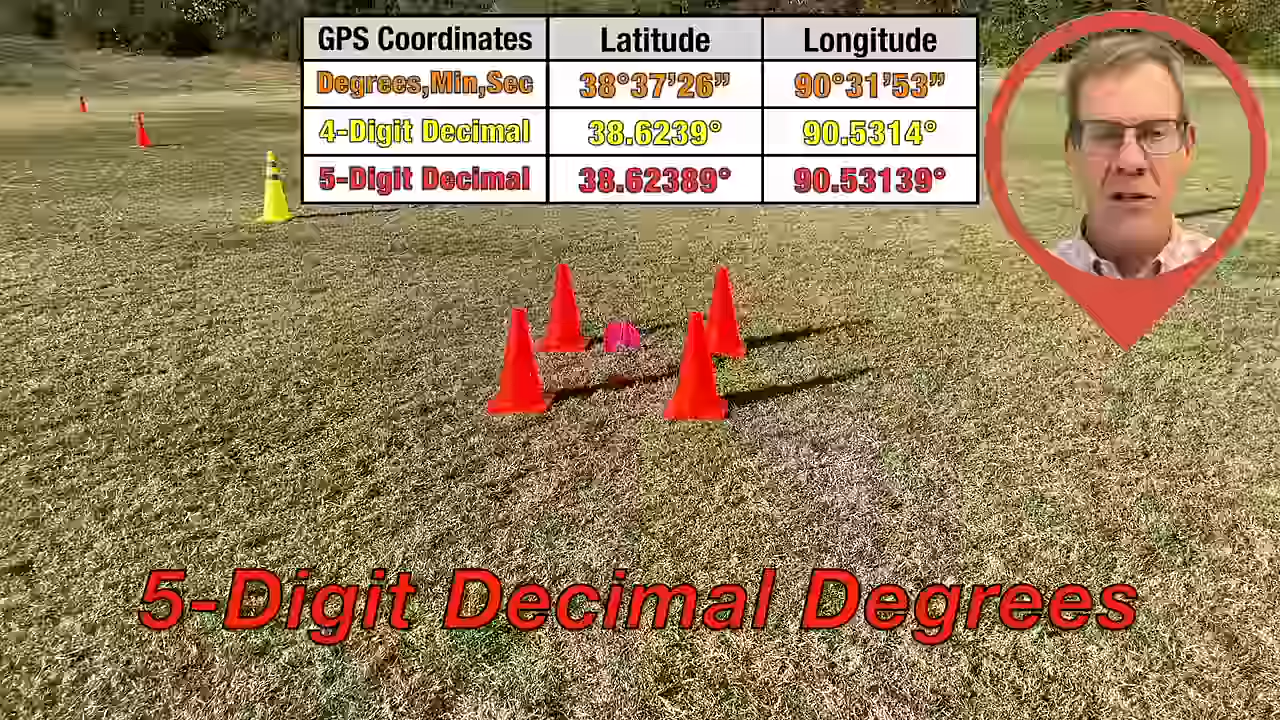 GPS Coordinates Latitude Longitude
Degrees,Min,Sec 38°37’26” 90°31’53”
4-Digit Decimal 38.6239° 90.5314°
5-Digit Decimal 38.62389° 90.53139°
5-Digit Decimal Degrees